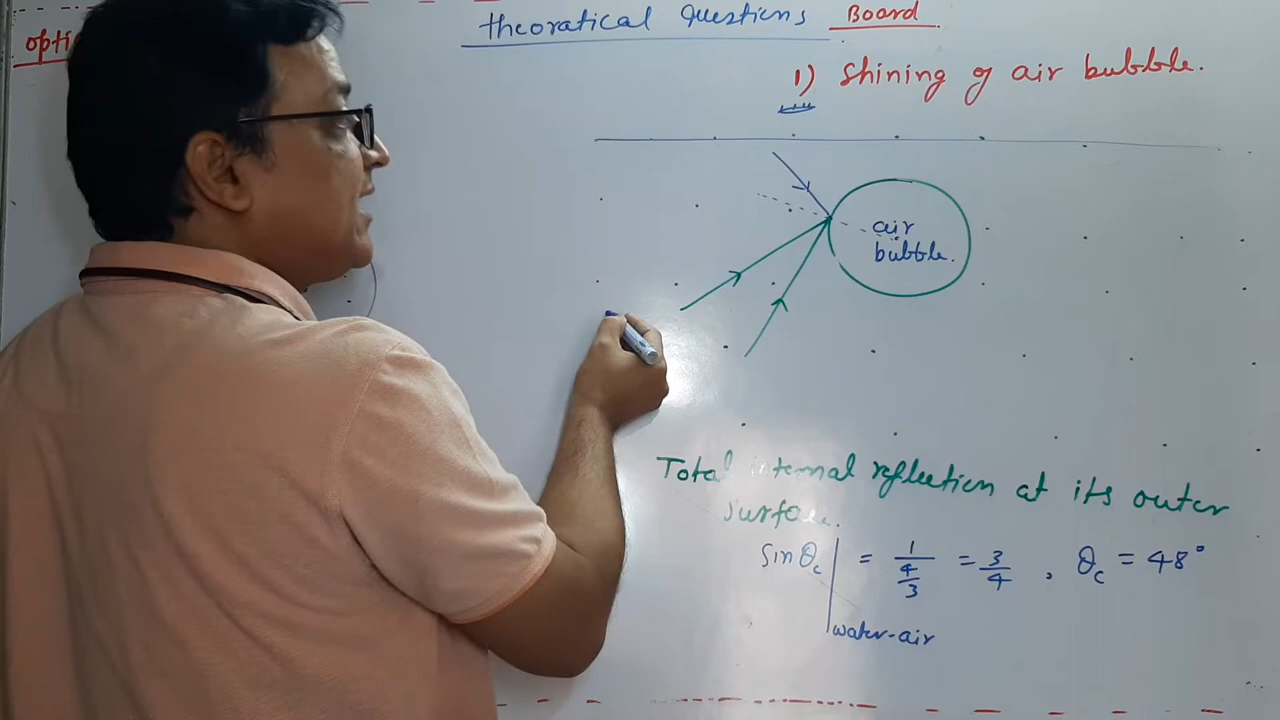 theoratical Questions Board
opti
1) Shining of air bubble.
air
bubble.
Total internal reflection at its outer
surface.
Sin θc | = 1 / 4/3 = 3/4 , θc = 48°
water-air